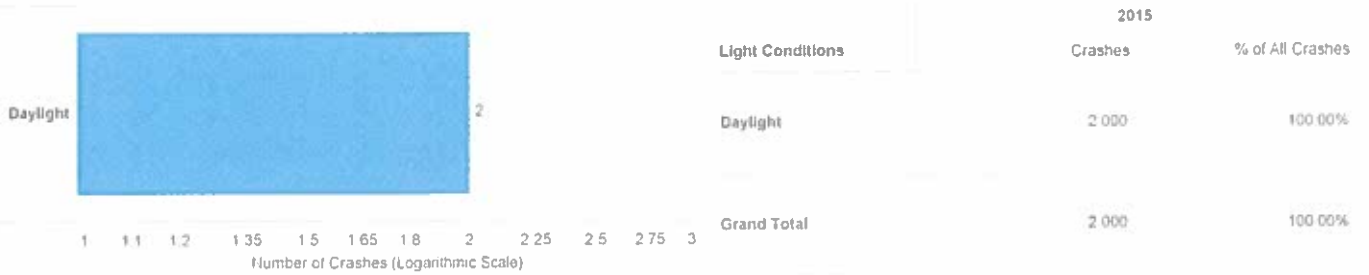 Daylight
2
1 1 1 1.2 1 35 1 5 1 65 1 8 2 2 25 2 5 2 75 3
Number of Crashes (Logarithmic Scale)
2015
Light Conditions Crashes % of All Crashes
Daylight 2 000 100 00%
Grand Total 2 000 100 00%